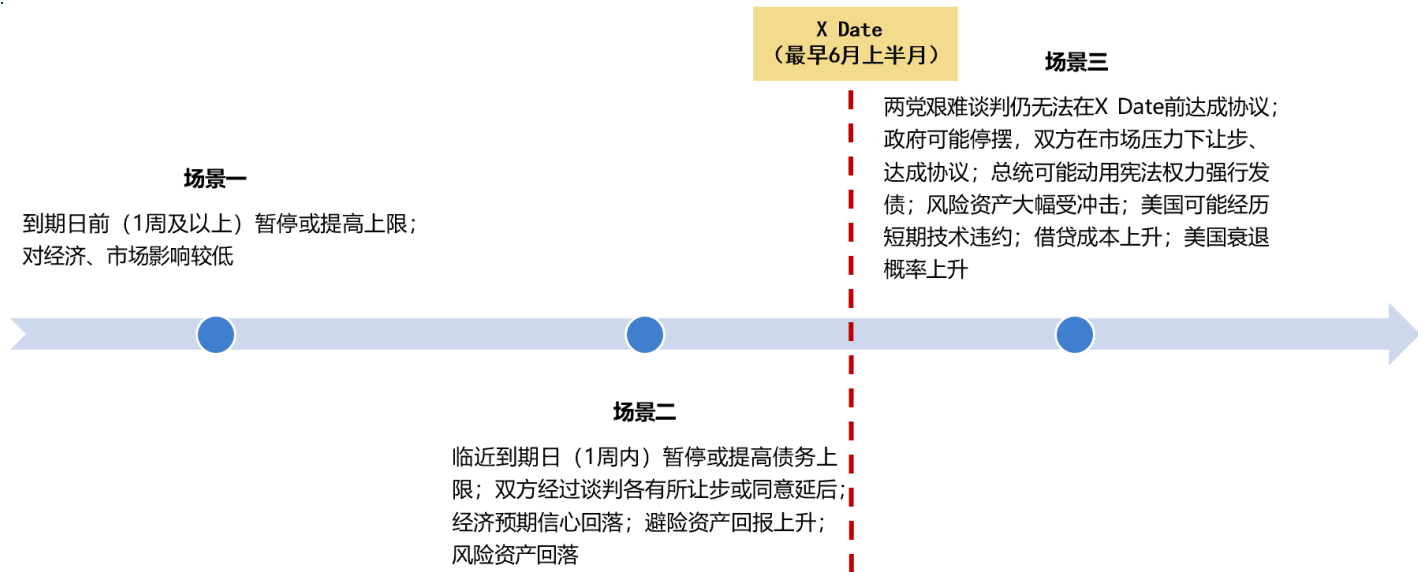 X Date
（最早6月上半月）
场景三
两党艰难谈判仍无法在X Date前达成协议；
政府可能停摆，双方在市场压力下让步、
达成协议；总统可能动用宪法权力强行发
债；风险资产大幅受冲击；美国可能经历
短期技术违约；借贷成本上升；美国衰退
概率上升
场景一
到期日前（1周及以上）暂停或提高上限；
对经济、市场影响较低
场景二
临近到期日（1周内）暂停或提高债务上
限；双方经过谈判各有所让步或同意延后；
经济预期信心回落；避险资产回报上升；
风险资产回落